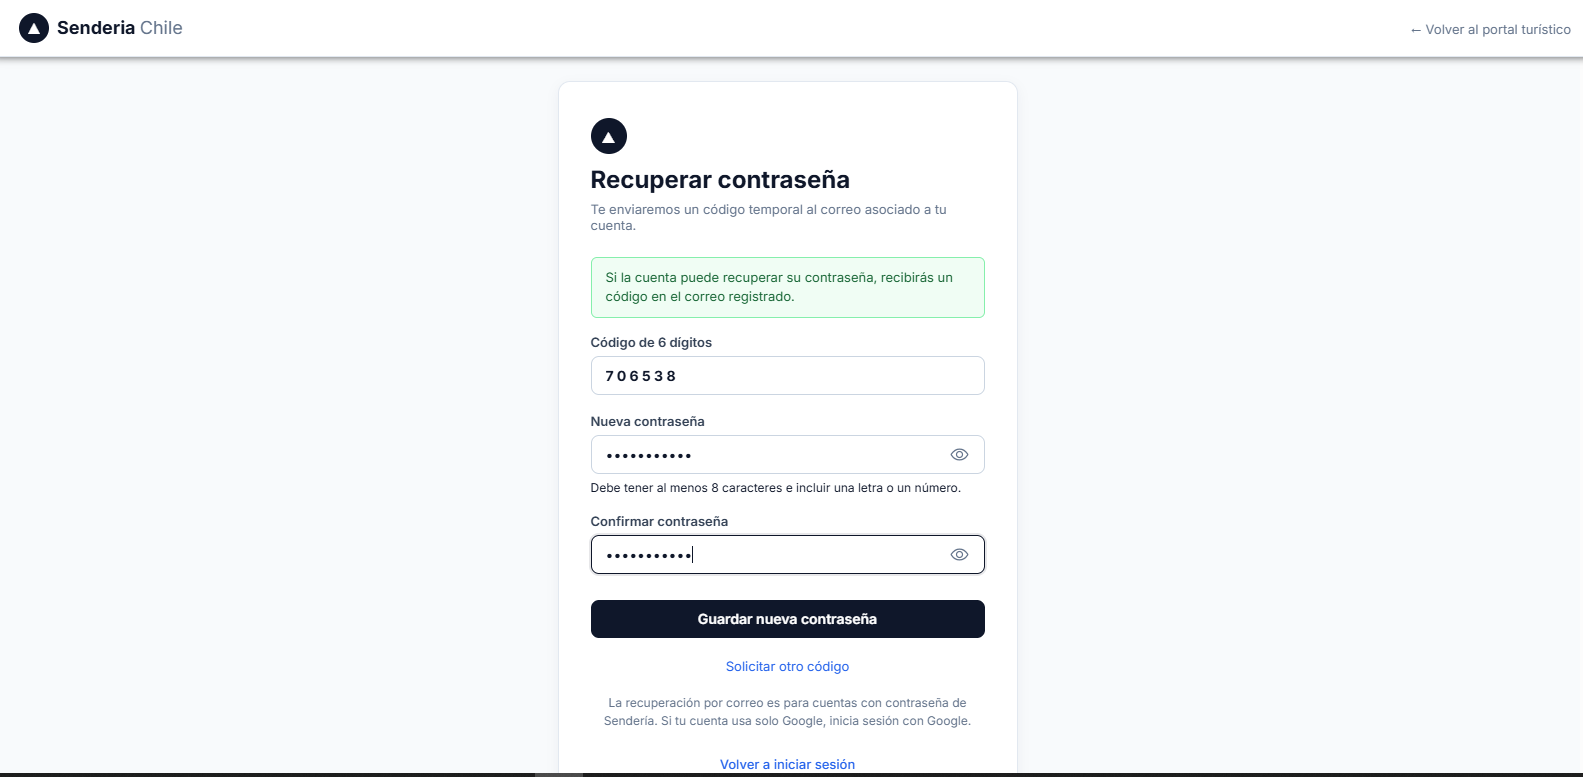 Senderia Chile
← Volver al portal turístico
Recuperar contraseña
Te enviaremos un código temporal al correo asociado a tu
cuenta.
Si la cuenta puede recuperar su contraseña, recibirás un
código en el correo registrado.
Código de 6 dígitos
706538
Nueva contraseña
•••••••••••
Debe tener al menos 8 caracteres e incluir una letra o un número.
Confirmar contraseña
•••••••••••
Guardar nueva contraseña
Solicitar otro código
La recuperación por correo es para cuentas con contraseña de
Sendería. Si tu cuenta usa solo Google, inicia sesión con Google.
Volver a iniciar sesión